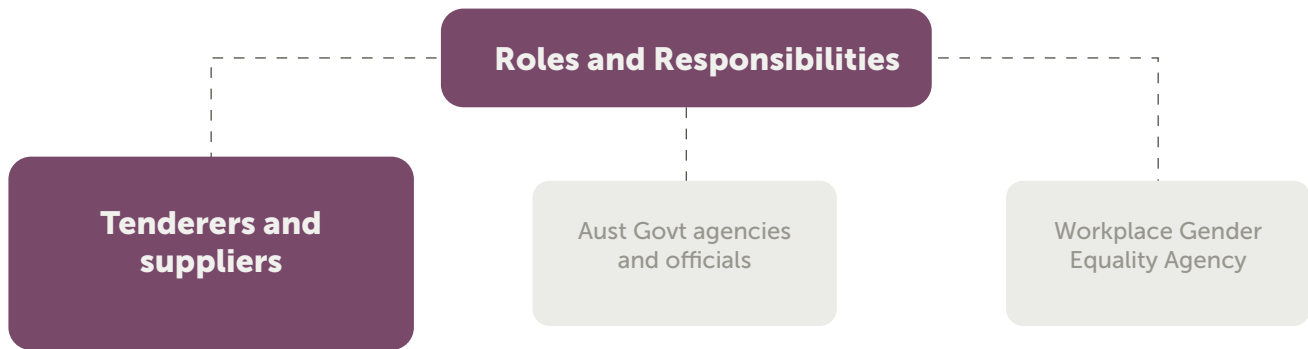 Roles and Responsibilities
Tenderers and
suppliers
Aust Govt agencies
and officials
Workplace Gender
Equality Agency